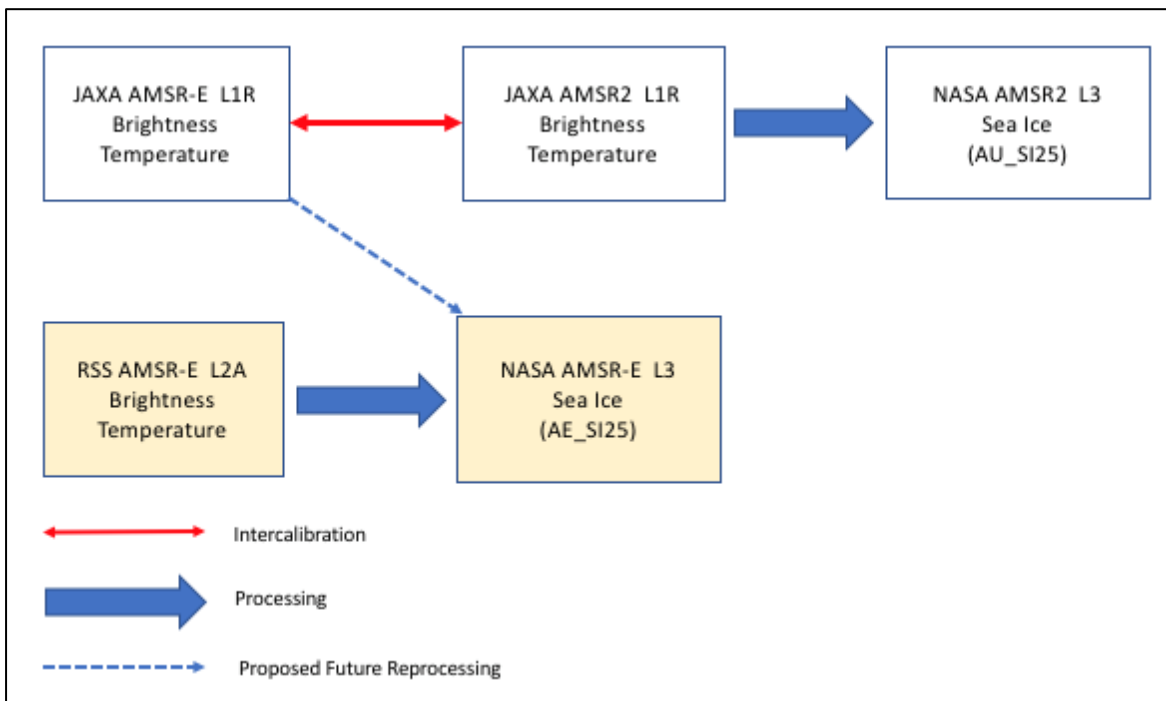 JAXA AMSR-E L1R
Brightness
Temperature
JAXA AMSR2 L1R
Brightness
Temperature
NASA AMSR2 L3
Sea Ice
(AU_SI25)
RSS AMSR-E L2A
Brightness
Temperature
NASA AMSR-E L3
Sea Ice
(AE_SI25)
Intercalibration
Processing
Proposed Future Reprocessing